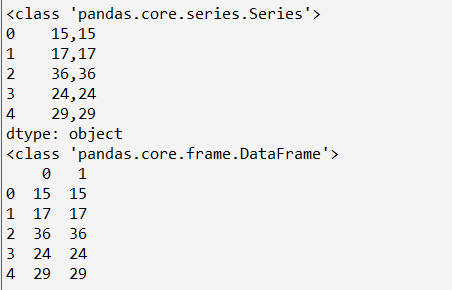 <class 'pandas.core.series.Series'>
0    15,15
1    17,17
2    36,36
3    24,24
4    29,29
dtype: object
<class 'pandas.core.frame.DataFrame'>
    0   1
0  15  15
1  17  17
2  36  36
3  24  24
4  29  29